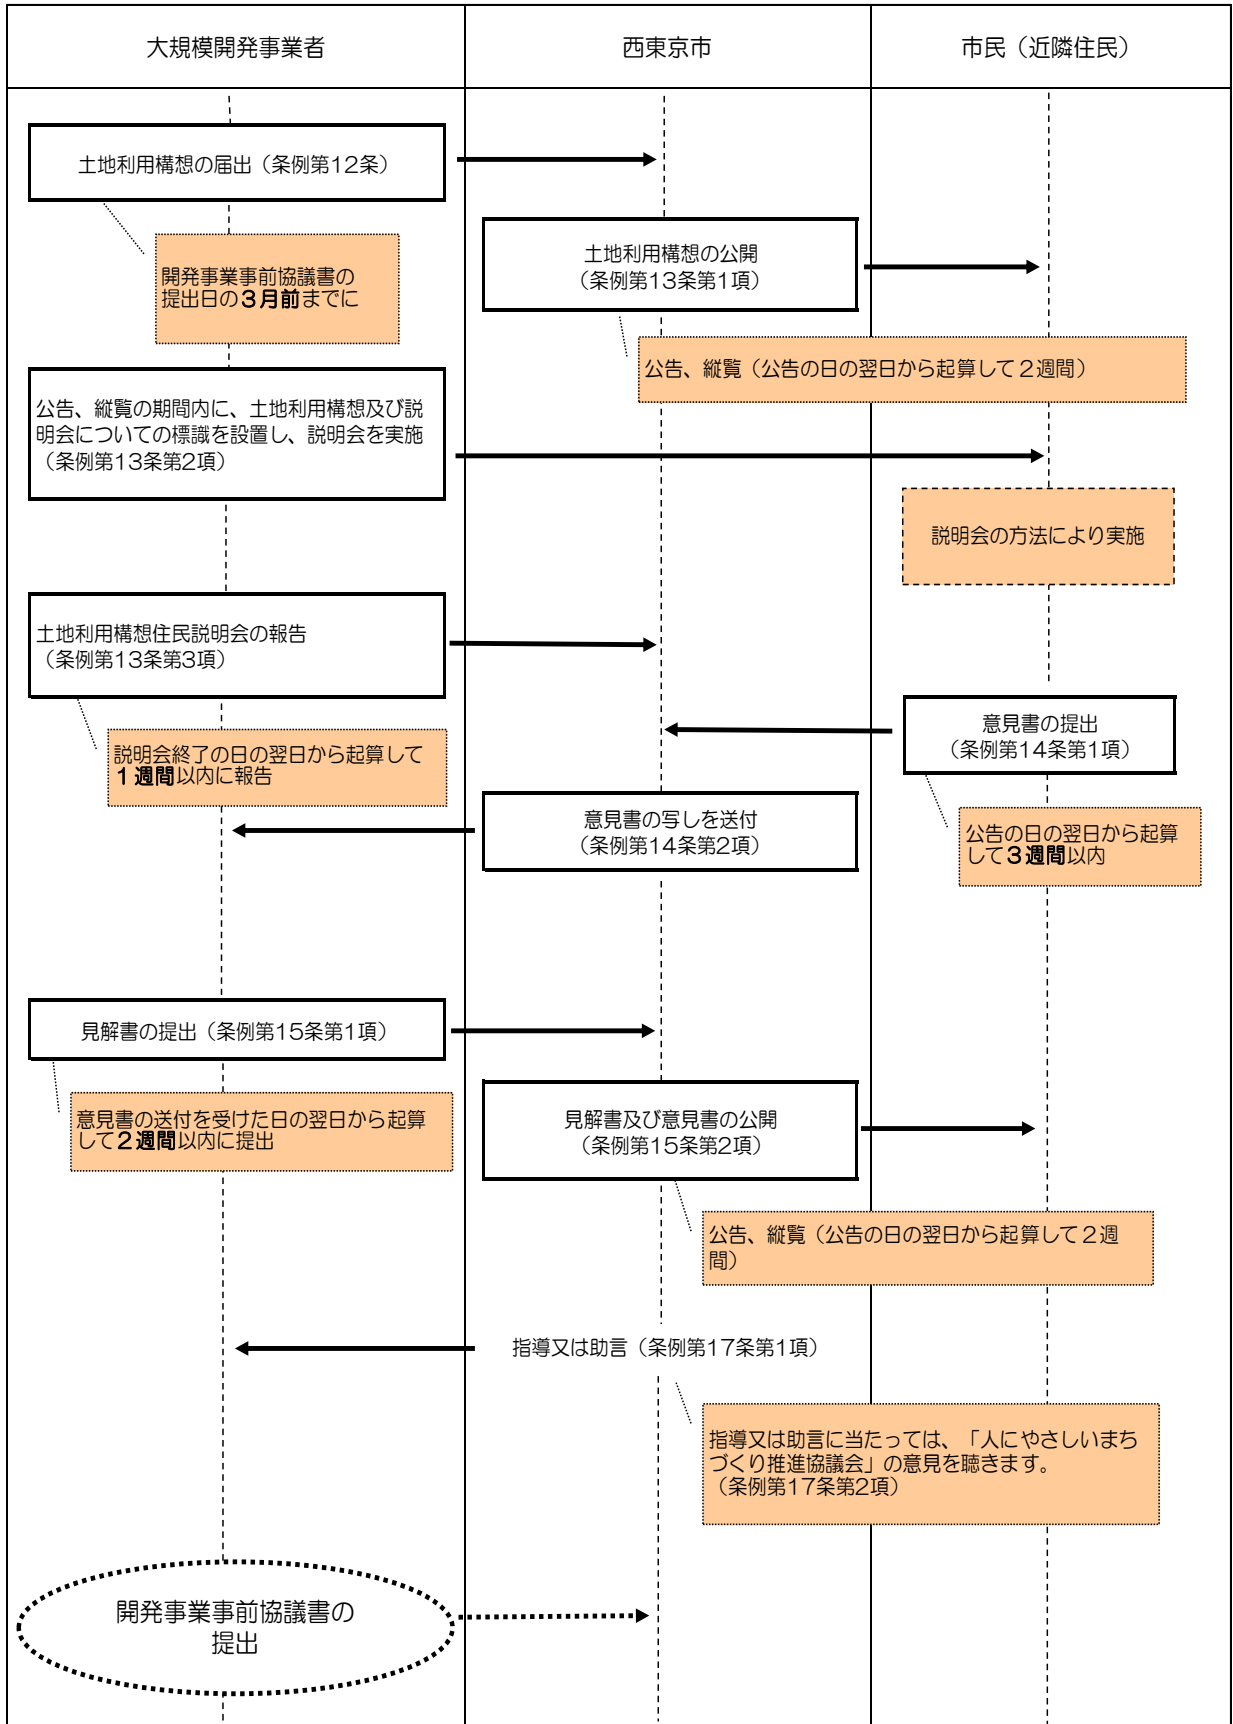 大規模開発事業者
西東京市
市民（近隣住民）
土地利用構想の届出（条例第12条）
開発事業事前協議書の
提出日の３月前までに
土地利用構想の公開
（条例第13条第1項）
公告、縦覧（公告の日の翌日から起算して２週間）
公告、縦覧の期間内に、土地利用構想及び説
明会についての標識を設置し、説明会を実施
（条例第13条第2項）
説明会の方法により実施
土地利用構想住民説明会の報告
（条例第13条第3項）
説明会終了の日の翌日から起算して
１週間以内に報告
意見書の提出
（条例第14条第1項）
公告の日の翌日から起算
して３週間以内
意見書の写しを送付
（条例第14条第2項）
見解書の提出（条例第15条第1項）
意見書の送付を受けた日の翌日から起算
して２週間以内に提出
見解書及び意見書の公開
（条例第15条第2項）
公告、縦覧（公告の日の翌日から起算して２週
間）
指導又は助言（条例第17条第1項）
指導又は助言に当たっては、「人にやさしいまち
づくり推進協議会」の意見を聴きます。
（条例第17条第2項）
開発事業事前協議書の
提出